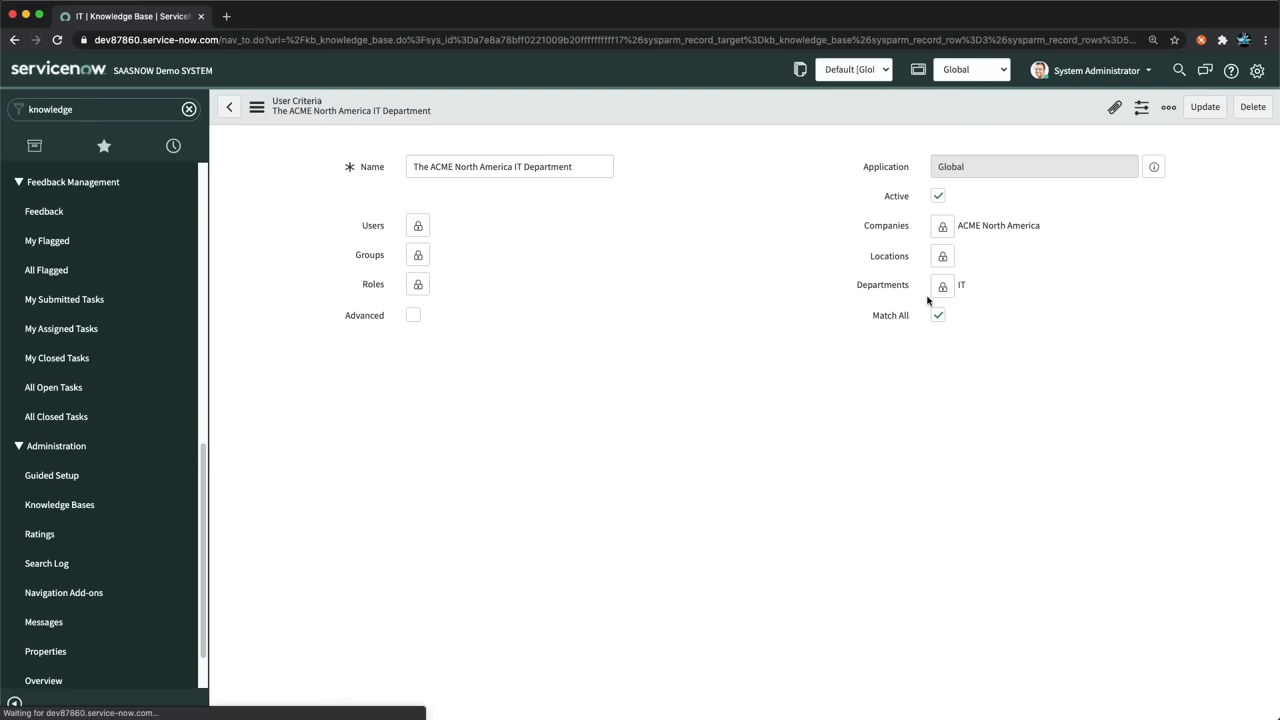 IT | Knowledge Base | Service
dev87860.service-now.com/nav_to.do?uri=%2Fkb_knowledge_base.do%3Fsys_id%3Da7e8a78bff0221009b20ffffffffff17%26sysparm_record_target%3Dkb_knowledge_base%26sysparm_record_row%3D3%26sysparm_record_rows%3D5...
servicenow SAASNOW Demo SYSTEM
Default [Glol
Global
System Administrator
knowledge
User Criteria
The ACME North America IT Department
Update
Delete
Feedback Management
Feedback
My Flagged
All Flagged
My Submitted Tasks
My Assigned Tasks
My Closed Tasks
All Open Tasks
All Closed Tasks
Administration
Guided Setup
Knowledge Bases
Ratings
Search Log
Navigation Add-ons
Messages
Properties
Overview
Name The ACME North America IT Department
Users
Groups
Roles
Advanced
Application Global
Active
Companies ACME North America
Locations
Departments IT
Match All
Waiting for dev87860.service-now.com...